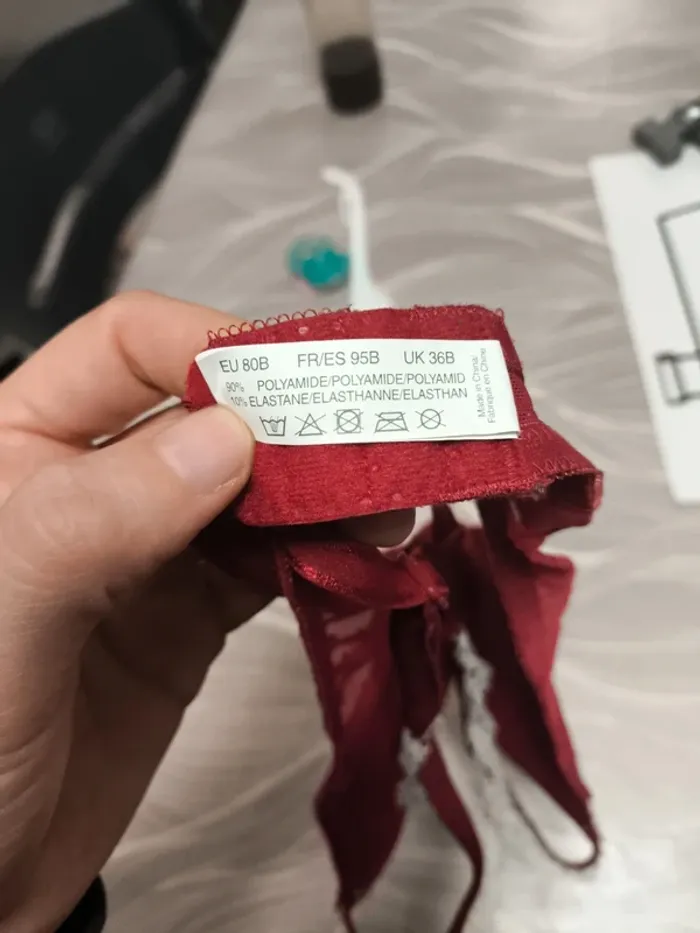 EU 80B FR/ES 95B UK 36B
90% POLYAMIDE/POLYAMIDE/POLYAMID
10% ELASTANE/ELASTHANNE/ELASTHAN
Made in China/
Fabriqué en Chine